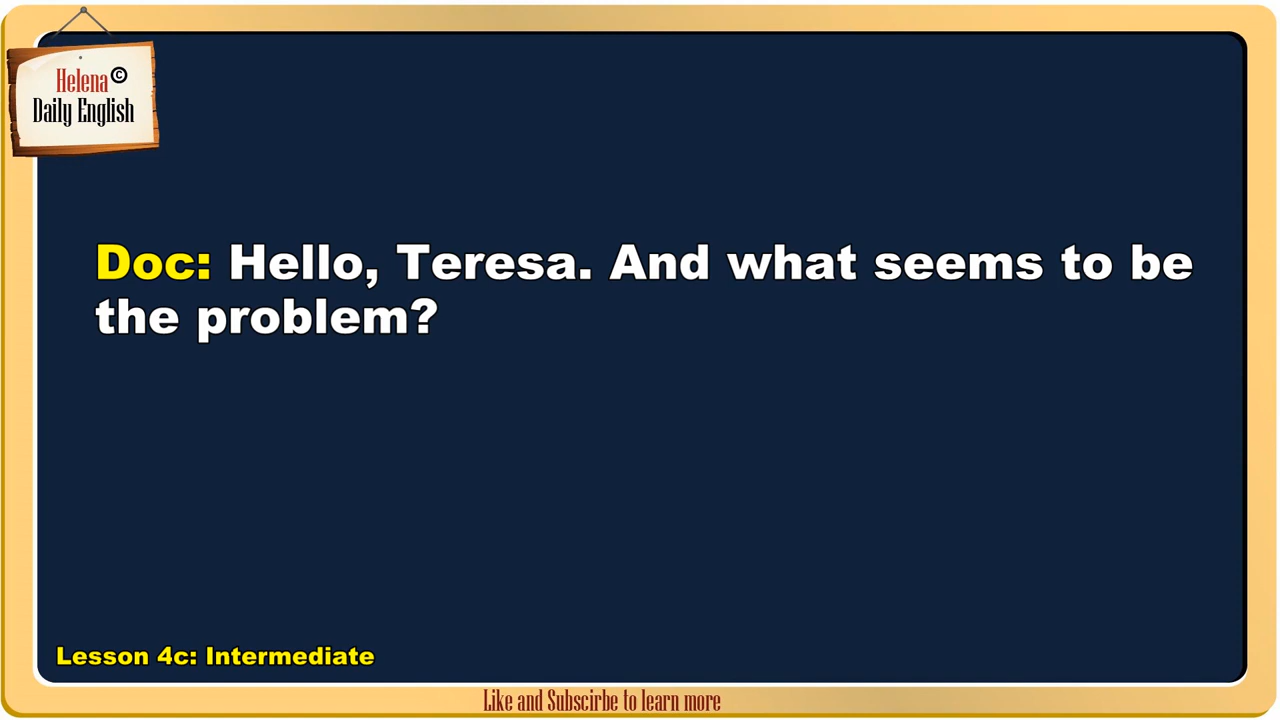 Helena©
Daily English
Doc: Hello, Teresa. And what seems to be
the problem?
Lesson 4c: Intermediate
Like and Subscirbe to learn more